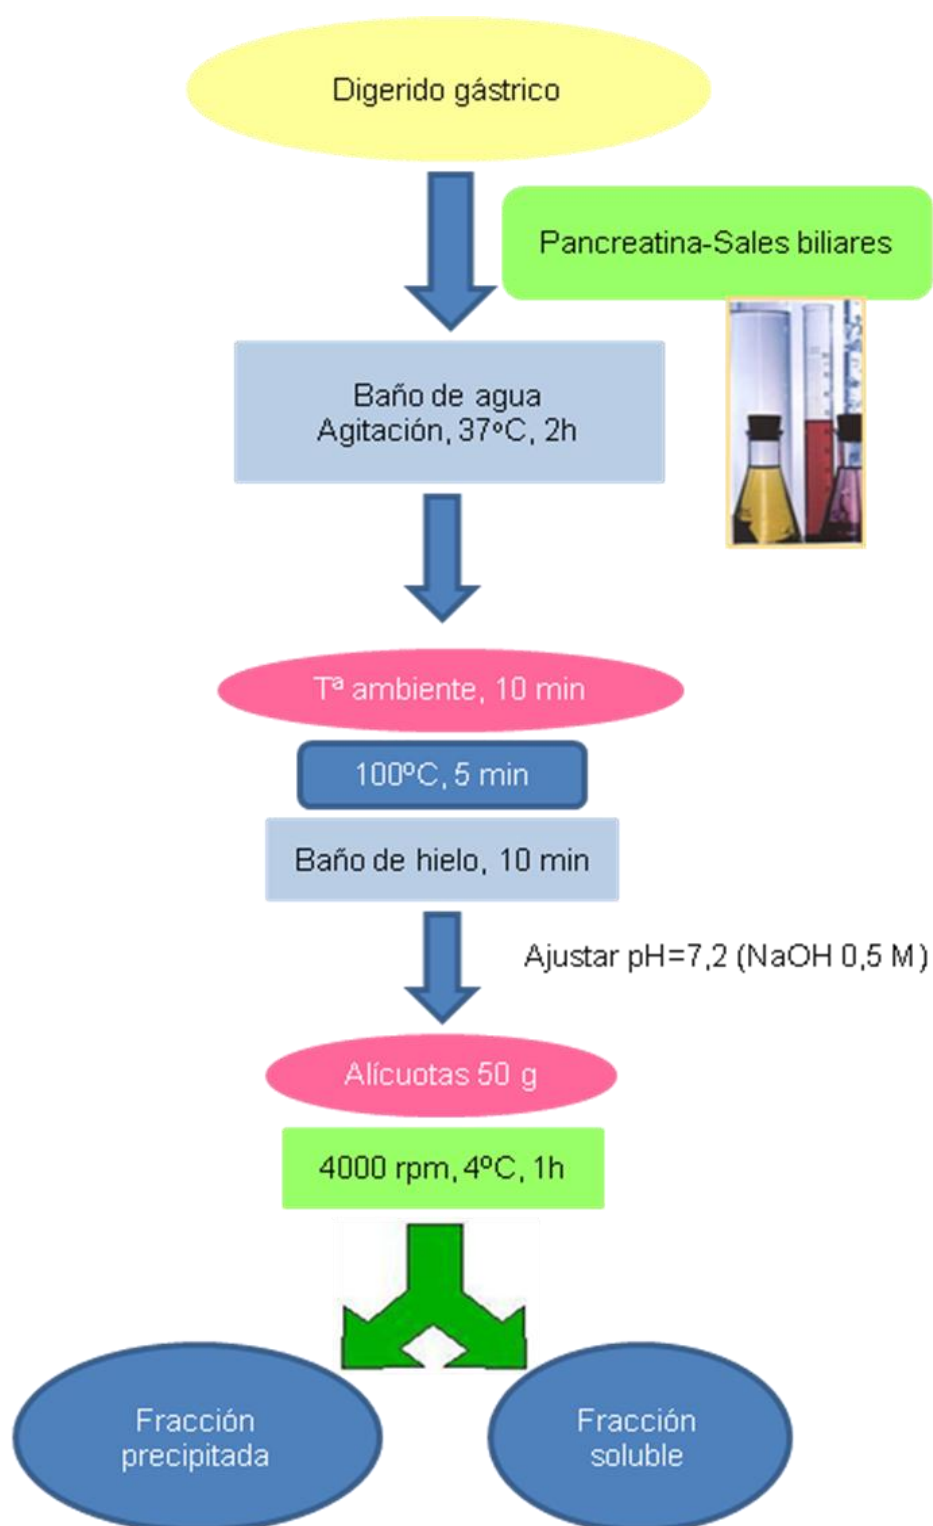 Digerido gástrico
Pancreatina-Sales biliares
Baño de agua
Agitación, 37ºC, 2h
Tª ambiente, 10 min
100ºC, 5 min
Baño de hielo, 10 min
Ajustar pH=7,2 (NaOH 0,5 M)
Alícuotas 50 g
4000 rpm, 4ºC, 1h
Fracción
precipitada
Fracción
soluble